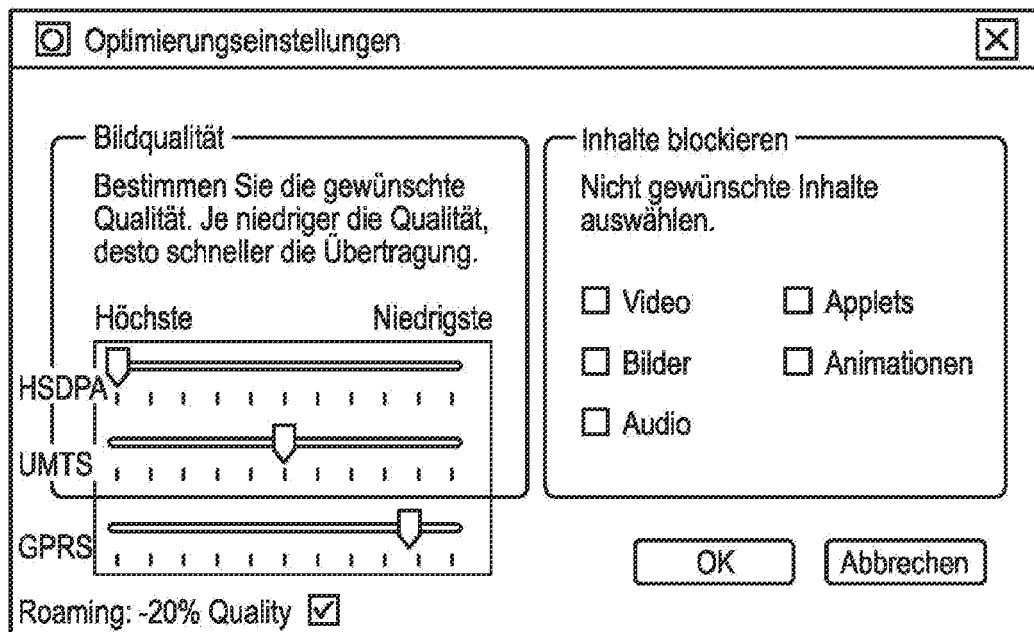 Optimierungseinstellungen
Bildqualität
Bestimmen Sie die gewünschte
Qualität. Je niedriger die Qualität,
desto schneller die Übertragung.
Höchste Niedrigste
HSDPA
UMTS
GPRS
Roaming: -20% Quality
Inhalte blockieren
Nicht gewünschte Inhalte
auswählen.
Video Applets
Bilder Animationen
Audio
OK Abbrechen